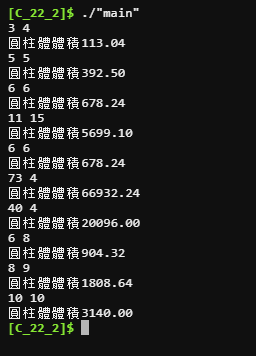 [C_22_2]$ ./"main"
3 4
圓柱體體積113.04
5 5
圓柱體體積392.50
6 6
圓柱體體積678.24
11 15
圓柱體體積5699.10
6 6
圓柱體體積678.24
73 4
圓柱體體積66932.24
40 4
圓柱體體積20096.00
6 8
圓柱體體積904.32
8 9
圓柱體體積1808.64
10 10
圓柱體體積3140.00
[C_22_2]$